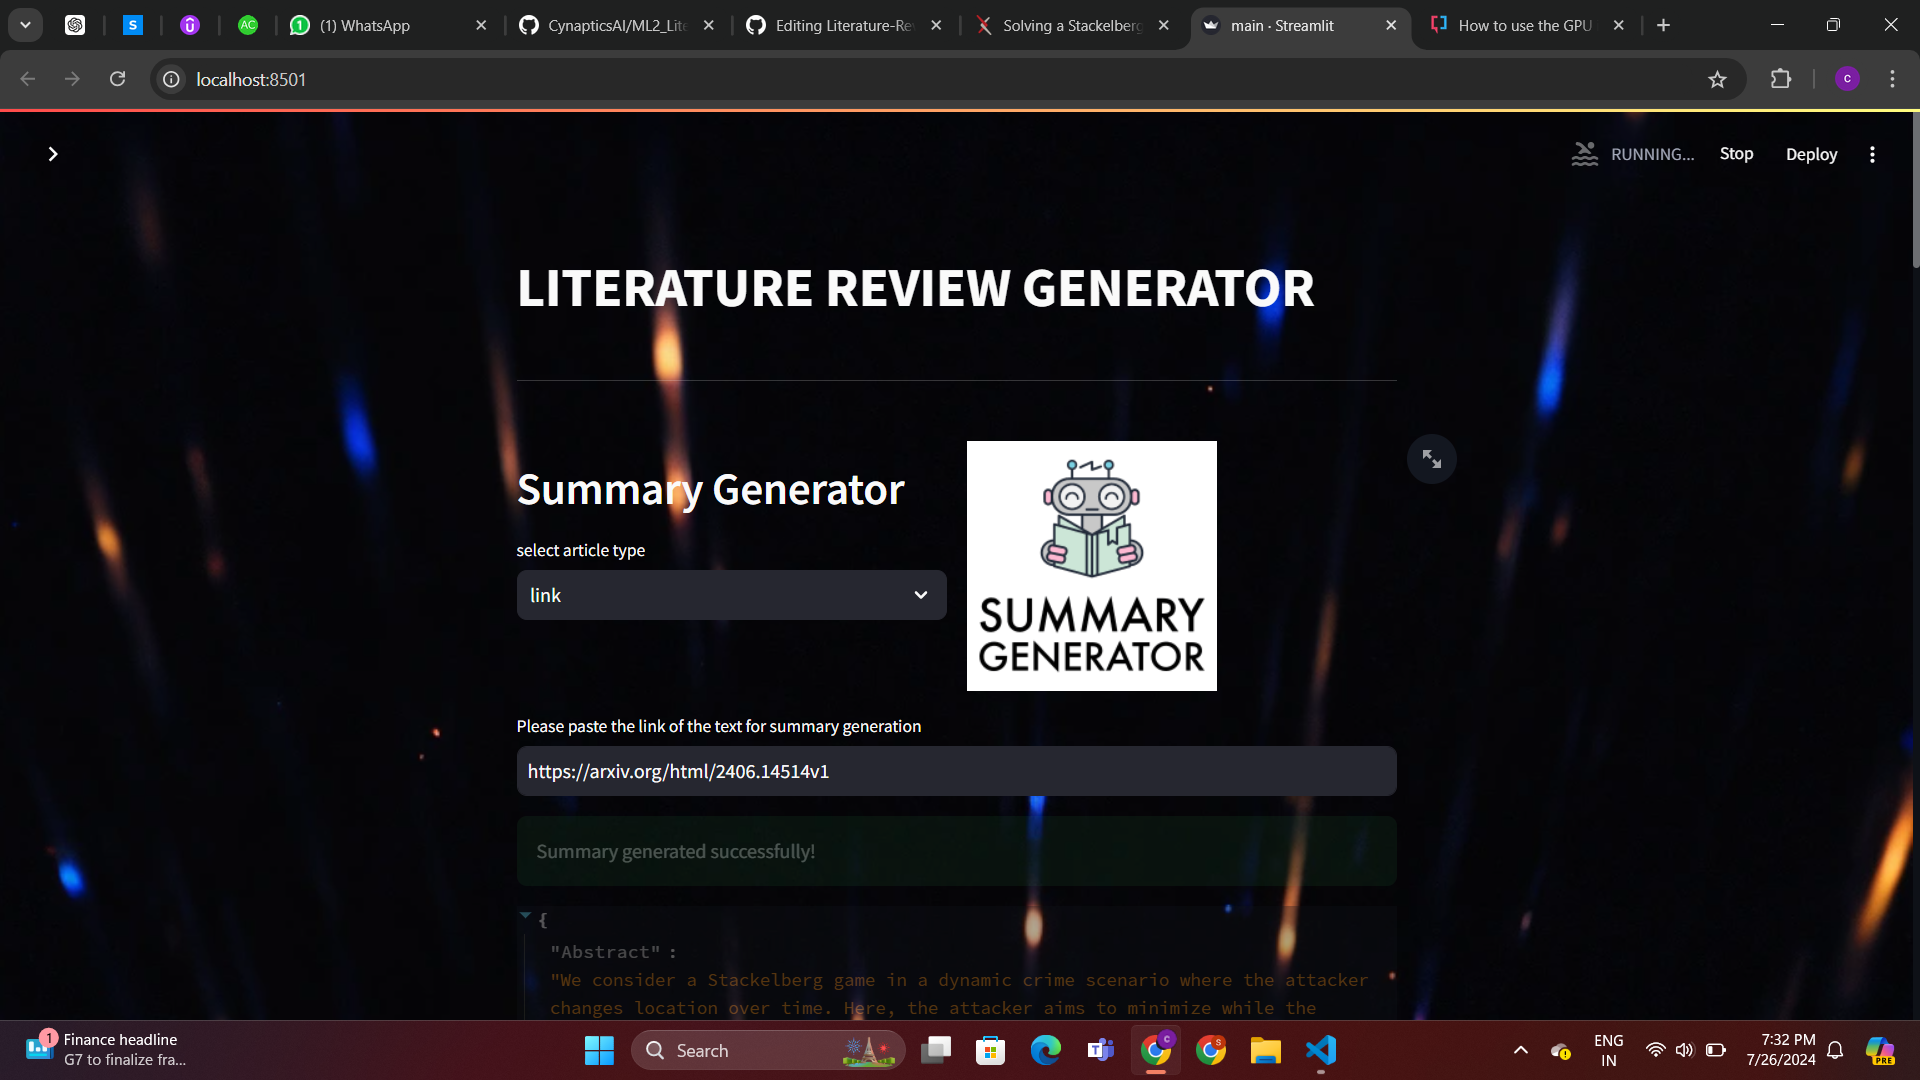 S
AC
1
(1) WhatsApp
CynapticsAI/ML2_Lite
Editing Literature-Re
Solving a Stackelberg
main · Streamlit
How to use the GPU
localhost:8501
C
RUNNING...
Stop
Deploy
LITERATURE REVIEW GENERATOR
Summary Generator
select article type
link
SUMMARY
GENERATOR
Please paste the link of the text for summary generation
https://arxiv.org/html/2406.14514v1
Summary generated successfully!
{
"Abstract" :
"We consider a Stackelberg game in a dynamic crime scenario where the attacker
changes location over time. Here, the attacker aims to minimize while the
1
Finance headline
G7 to finalize fra...
Search
C
S
ENG
IN
7:32 PM
7/26/2024
PRE